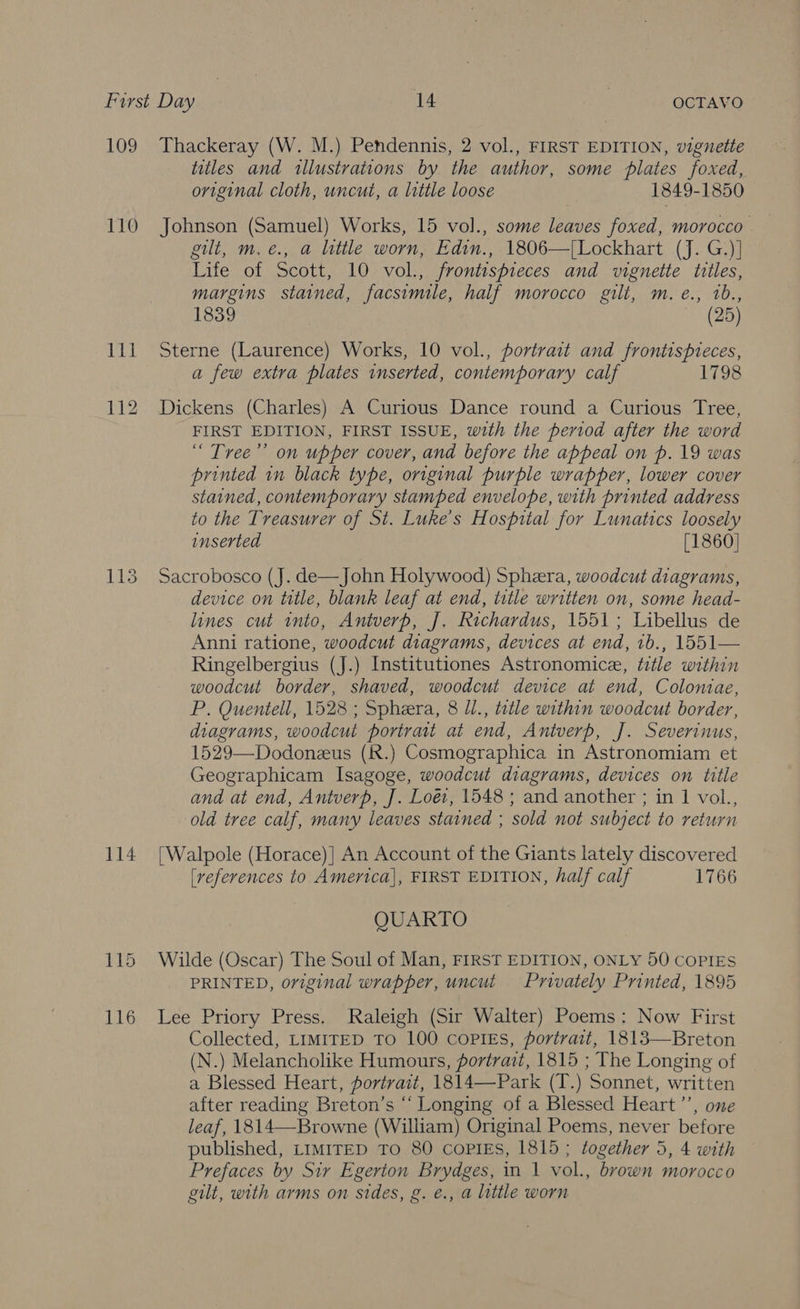 First Day 14 OCTAVO
109 Thackeray (W. M.) Pendennis, 2 vol., FIRST EDITION, vignette
titles and illustrations by the author, some plates foxed,
original cloth, uncut, a little loose 1849-1850
110 Johnson (Samuel) Works, 15 vol., some leaves foxed, morocco
gilt, m. e., a little worn, Edin., 1806—[Lockhart (J. G.)]
Life of Scott, 10 vol., frontispieces and vignette titles,
margins stained, facsimile, half morocco gilt, m. e., ib.,
1839 (25)
111 Sterne (Laurence) Works, 10 vol., portrait and frontispieces,
a few extra plates inserted, contemporary calf 1798
112 Dickens (Charles) A Curious Dance round a Curious Tree,
FIRST EDITION, FIRST ISSUE, with the period after the word
“Tree” on upper cover, and before the appeal on p. 19 was
printed in black type, original purple wrapper, lower cover
stained, contemporary stamped envelope, with printed address
to the Treasurer of St. Luke's Hospital for Lunatics loosely
inserted [1860]
113 Sacrobosco (J. de—John Holywood) Sphæra, woodcut diagrams,
device on title, blank leaf at end, title written on, some head-
lines cut into, Antverp, J. Richardus, 1551; Libellus de
Anni ratione, woodcut diagrams, devices at end, ib., 1551—
Ringelbergius (J.) Institutiones Astronomicæ, title within
woodcut border, shaved, woodcut device at end, Coloniae,
P. Quentell, 1528; Sphæra, 8 ll., title within woodcut border,
diagrams, woodcut portrait at end, Antverp, J. Severinus,
1529—Dodonæus (R.) Cosmographica in Astronomiam et
Geographicam Isagoge, woodcut diagrams, devices on title
and at end, Antverp, J. Loëi, 1548; and another; in 1 vol.,
old tree calf, many leaves stained; sold not subject to return
114 [Walpole (Horace)] An Account of the Giants lately discovered
[references to America], FIRST EDITION, half calf 1766
QUARTO
115 Wilde (Oscar) The Soul of Man, FIRST EDITION, ONLY 50 COPIES
PRINTED, original wrapper, uncut Privately Printed, 1895
116 Lee Priory Press. Raleigh (Sir Walter) Poems: Now First
Collected, LIMITED TO 100 COPIES, portrait, 1813—Breton
(N.) Melancholike Humours, portrait, 1815; The Longing of
a Blessed Heart, portrait, 1814—Park (T.) Sonnet, written
after reading Breton's “Longing of a Blessed Heart”, one
leaf, 1814—Browne (William) Original Poems, never before
published, LIMITED TO 80 COPIES, 1815; together 5, 4 with
Prefaces by Sir Egerton Brydges, in 1 vol., brown morocco
gilt, with arms on sides, g. e., a little worn